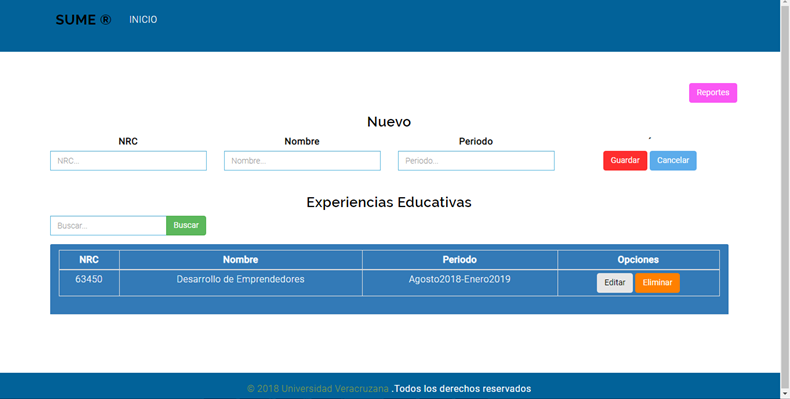 SUME ® INICIO
Reportes
Nuevo
NRC Nombre Periodo
NRC... Nombre... Periodo... Guardar Cancelar
Experiencias Educativas
Buscar... Buscar
NRC Nombre Periodo Opciones
63450 Desarrollo de Emprendedores Agosto2018-Enero2019 Editar Eliminar
© 2018 Universidad Veracruzana .Todos los derechos reservados